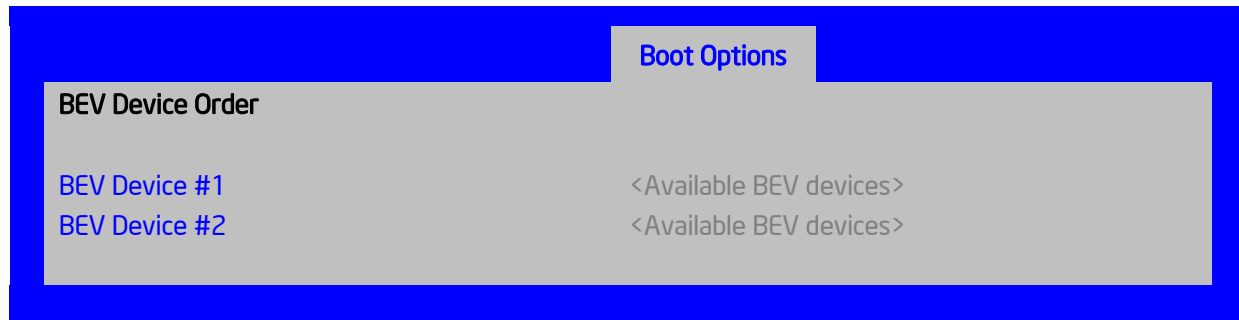 Boot Options
BEV Device Order
BEV Device #1 <Available BEV devices>
BEV Device #2 <Available BEV devices>